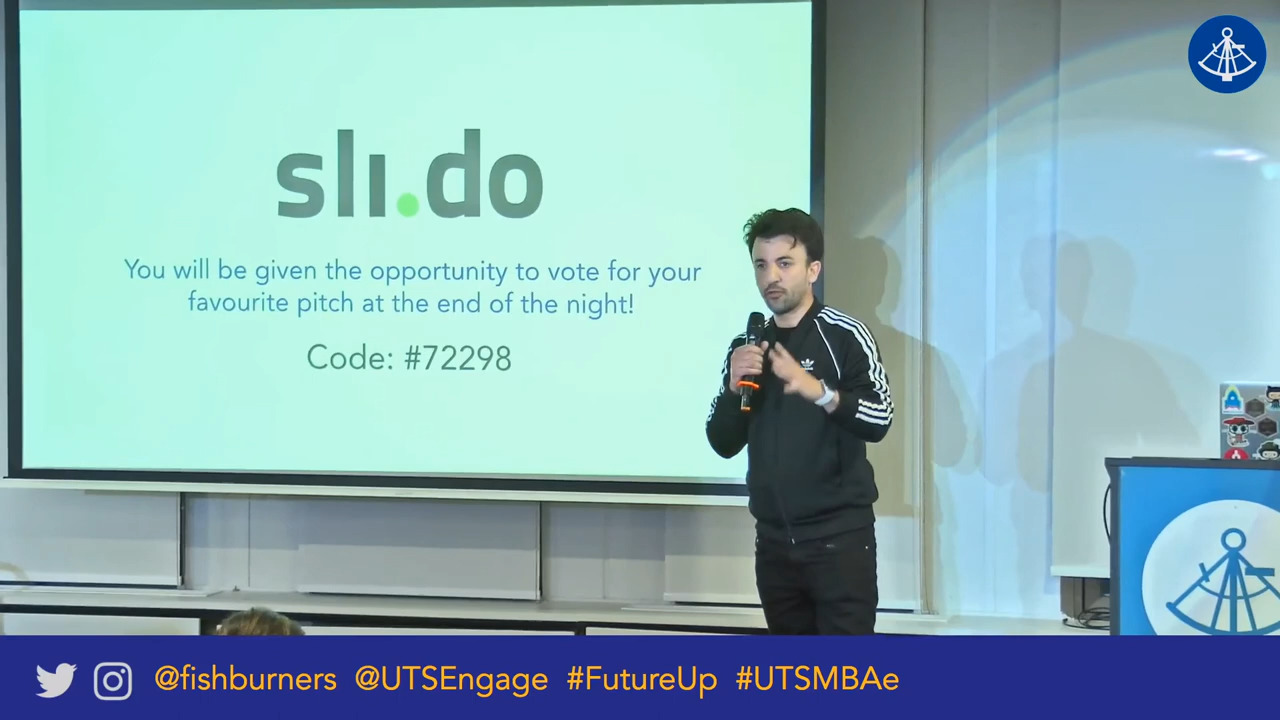 slı.do
You will be given the opportunity to vote for your
favourite pitch at the end of the night!
Code: #72298
@fishburners @UTSEngage #FutureUp #UTSMBAe